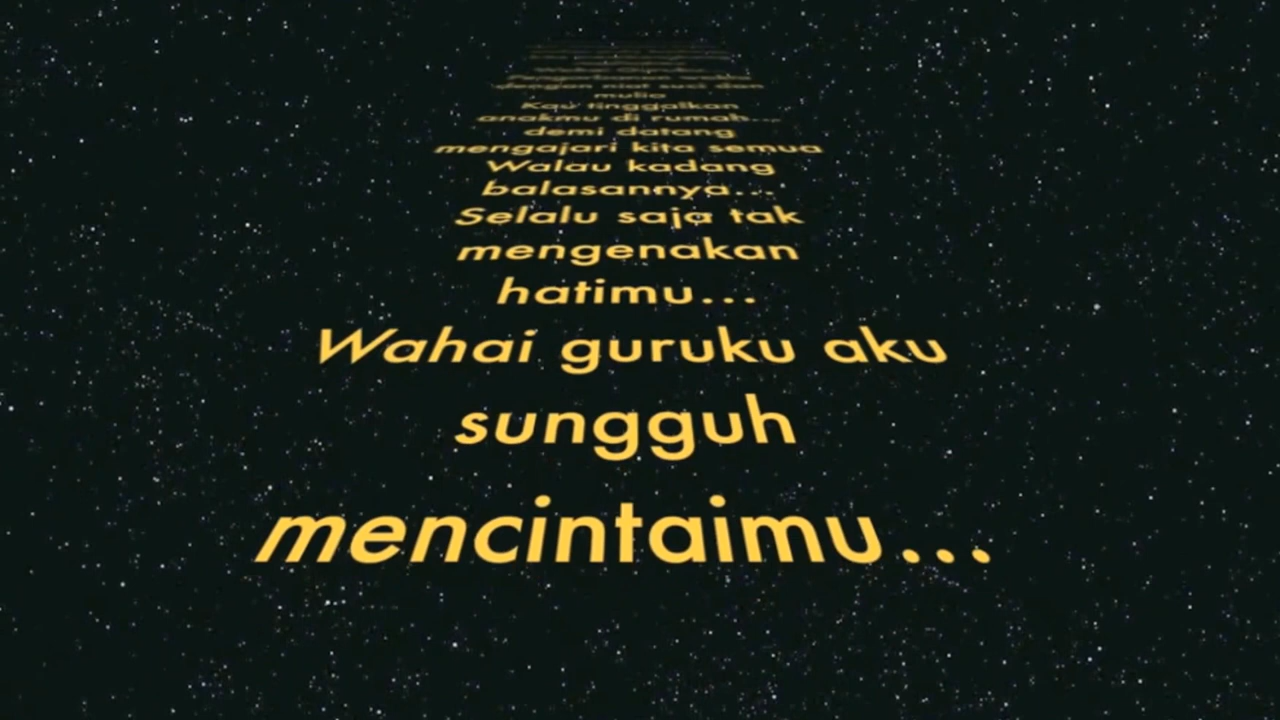 dengan niat suci dan
mulia
Kau tinggalkan
anakmu di rumah...
demi datang
mengajari kita semua
Walau kadang
balasannya...
Selalu saja tak
mengenakan
hatimu...
Wahai guruku aku
sungguh
mencintaimu...